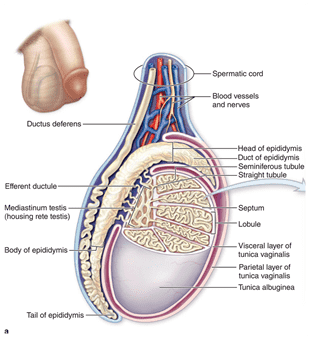 Spermatic cord
Blood vessels
and nerves
Ductus deferens
Head of epididymis
Duct of epididymis
Seminiferous tubule
Straight tubule
Efferent ductule
Mediastinum testis
(housing rete testis)
Septum
Lobule
Body of epididymis
Visceral layer of
tunica vaginalis
Parietal layer of
tunica vaginalis
Tunica albuginea
Tail of epididymis
a